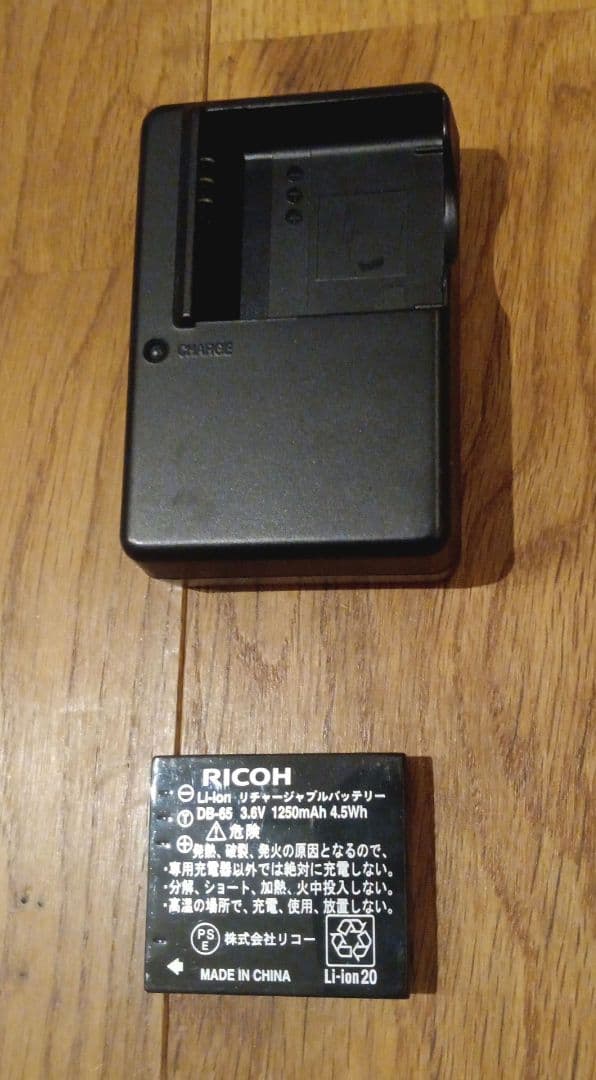 CHARGE
RICOH
Li-ion リチャージャブルバッテリー
DB-65 3.6V 1250mAh 4.5Wh
⚠危険
発熱、破裂、発火の原因となるので、
・専用充電器以外では絶対に充電しない。
・分解、ショート、加熱、火中投入しない。
・高温の場所で、充電、使用、放置しない。
PS
E
株式会社リコー
MADE IN CHINA
Li-ion20